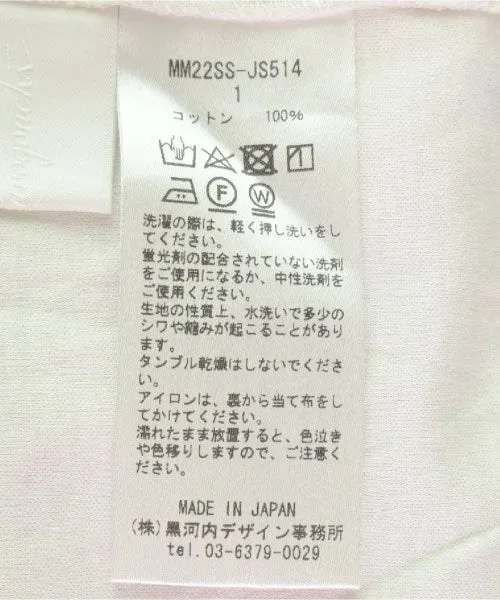 MM22SS-JS514
1
コットン 100%
F W
洗濯の際は、軽く押し洗いをし
てください。
蛍光剤の配合されていない洗剤
をご使用になるか、中性洗剤を
ご使用ください。
生地の性質上、水洗いで多少の
シワや縮みが起こることがあり
ます。
タンブル乾燥はしないでくださ
い。
アイロンは、裏から当て布をし
てかけてください。
濡れたまま放置すると、色泣き
や色移りしますので、ご注意く
ださい。
MADE IN JAPAN
(株)黒河内デザイン事務所
tel.03-6379-0029